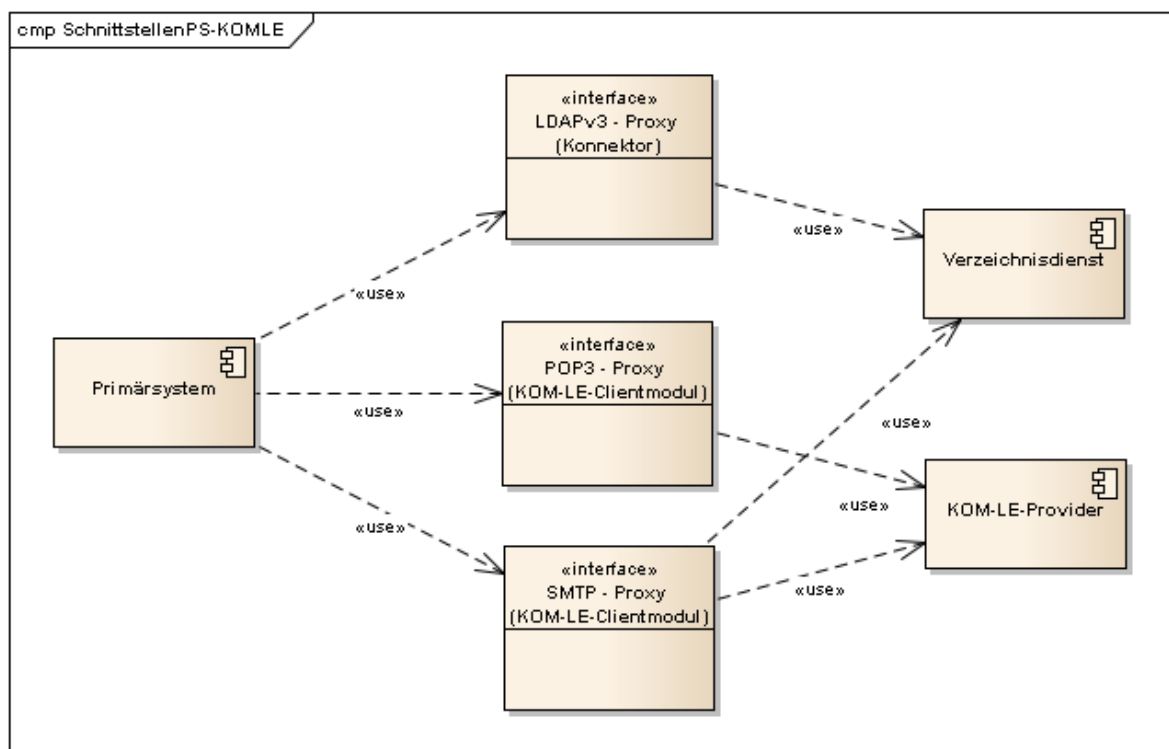 cmp SchnittstellenPS-KOMLE
«interface»
LDAPv3 - Proxy
(Konnektor)
«use»
Verzeichnisdienst
«use»
«interface»
POP3 - Proxy
(KOM-LE-Clientmodul)
Primärsystem
«use»
«use»
KOM-LE-Provider
«use»
«use»
«interface»
SMTP - Proxy
(KOM-LE-Clientmodul)
«use»